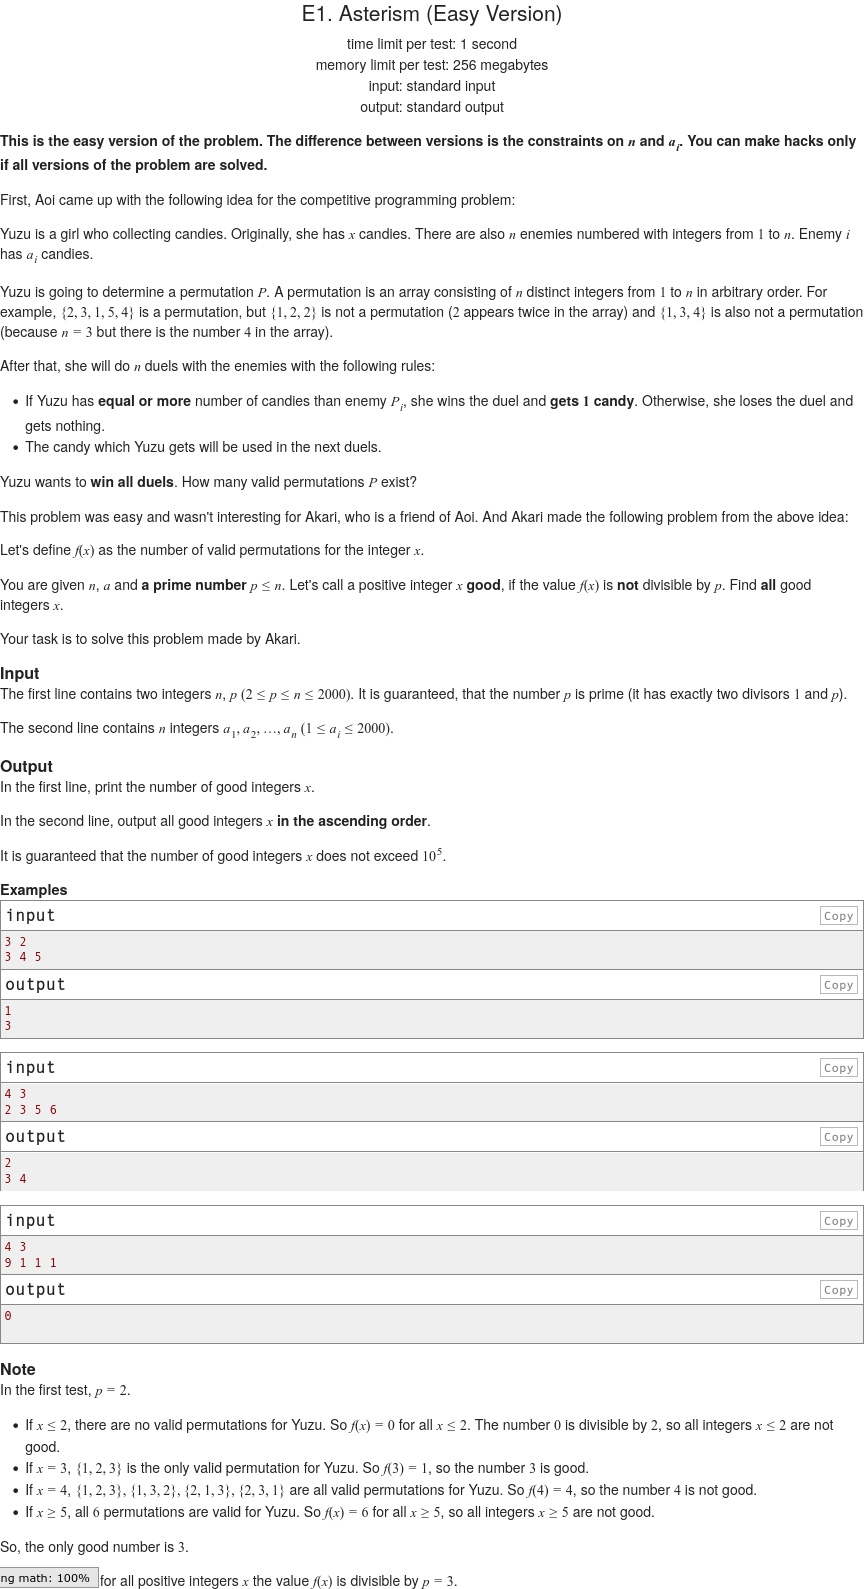 E1. Asterism (Easy Version)
time limit per test: 1 second
memory limit per test: 256 megabytes
input: standard input
output: standard output
This is the easy version of the problem. The difference between versions is the constraints on n and a_i. You can make hacks only
if all versions of the problem are solved.
First, Aoi came up with the following idea for the competitive programming problem:
Yuzu is a girl who collecting candies. Originally, she has x candies. There are also n enemies numbered with integers from 1 to n. Enemy i
has a_i candies.
Yuzu is going to determine a permutation P. A permutation is an array consisting of n distinct integers from 1 to n in arbitrary order. For
example, {2, 3, 1, 5, 4} is a permutation, but {1, 2, 2} is not a permutation (2 appears twice in the array) and {1, 3, 4} is also not a permutation
(because n = 3 but there is the number 4 in the array).
After that, she will do n duels with the enemies with the following rules:
• If Yuzu has equal or more number of candies than enemy P_i, she wins the duel and gets 1 candy. Otherwise, she loses the duel and
gets nothing.
• The candy which Yuzu gets will be used in the next duels.
Yuzu wants to win all duels. How many valid permutations P exist?
This problem was easy and wasn't interesting for Akari, who is a friend of Aoi. And Akari made the following problem from the above idea:
Let's define f(x) as the number of valid permutations for the integer x.
You are given n, a and a prime number p ≤ n. Let's call a positive integer x good, if the value f(x) is not divisible by p. Find all good
integers x.
Your task is to solve this problem made by Akari.
Input
The first line contains two integers n, p (2 ≤ p ≤ n ≤ 2000). It is guaranteed, that the number p is prime (it has exactly two divisors 1 and p).
The second line contains n integers a_1, a_2, …, a_n (1 ≤ a_i ≤ 2000).
Output
In the first line, print the number of good integers x.
In the second line, output all good integers x in the ascending order.
It is guaranteed that the number of good integers x does not exceed 10^5.
Examples
input Copy
3 2
3 4 5
output Copy
1
3
input Copy
4 3
2 3 5 6
output Copy
2
3 4
input Copy
4 3
9 1 1 1
output Copy
0
Note
In the first test, p = 2.
• If x ≤ 2, there are no valid permutations for Yuzu. So f(x) = 0 for all x ≤ 2. The number 0 is divisible by 2, so all integers x ≤ 2 are not
good.
• If x = 3, {1, 2, 3} is the only valid permutation for Yuzu. So f(3) = 1, so the number 3 is good.
• If x = 4, {1, 2, 3}, {1, 3, 2}, {2, 1, 3}, {2, 3, 1} are all valid permutations for Yuzu. So f(4) = 4, so the number 4 is not good.
• If x ≥ 5, all 6 permutations are valid for Yuzu. So f(x) = 6 for all x ≥ 5, so all integers x ≥ 5 are not good.
So, the only good number is 3.
ng math: 100% for all positive integers x the value f(x) is divisible by p = 3.